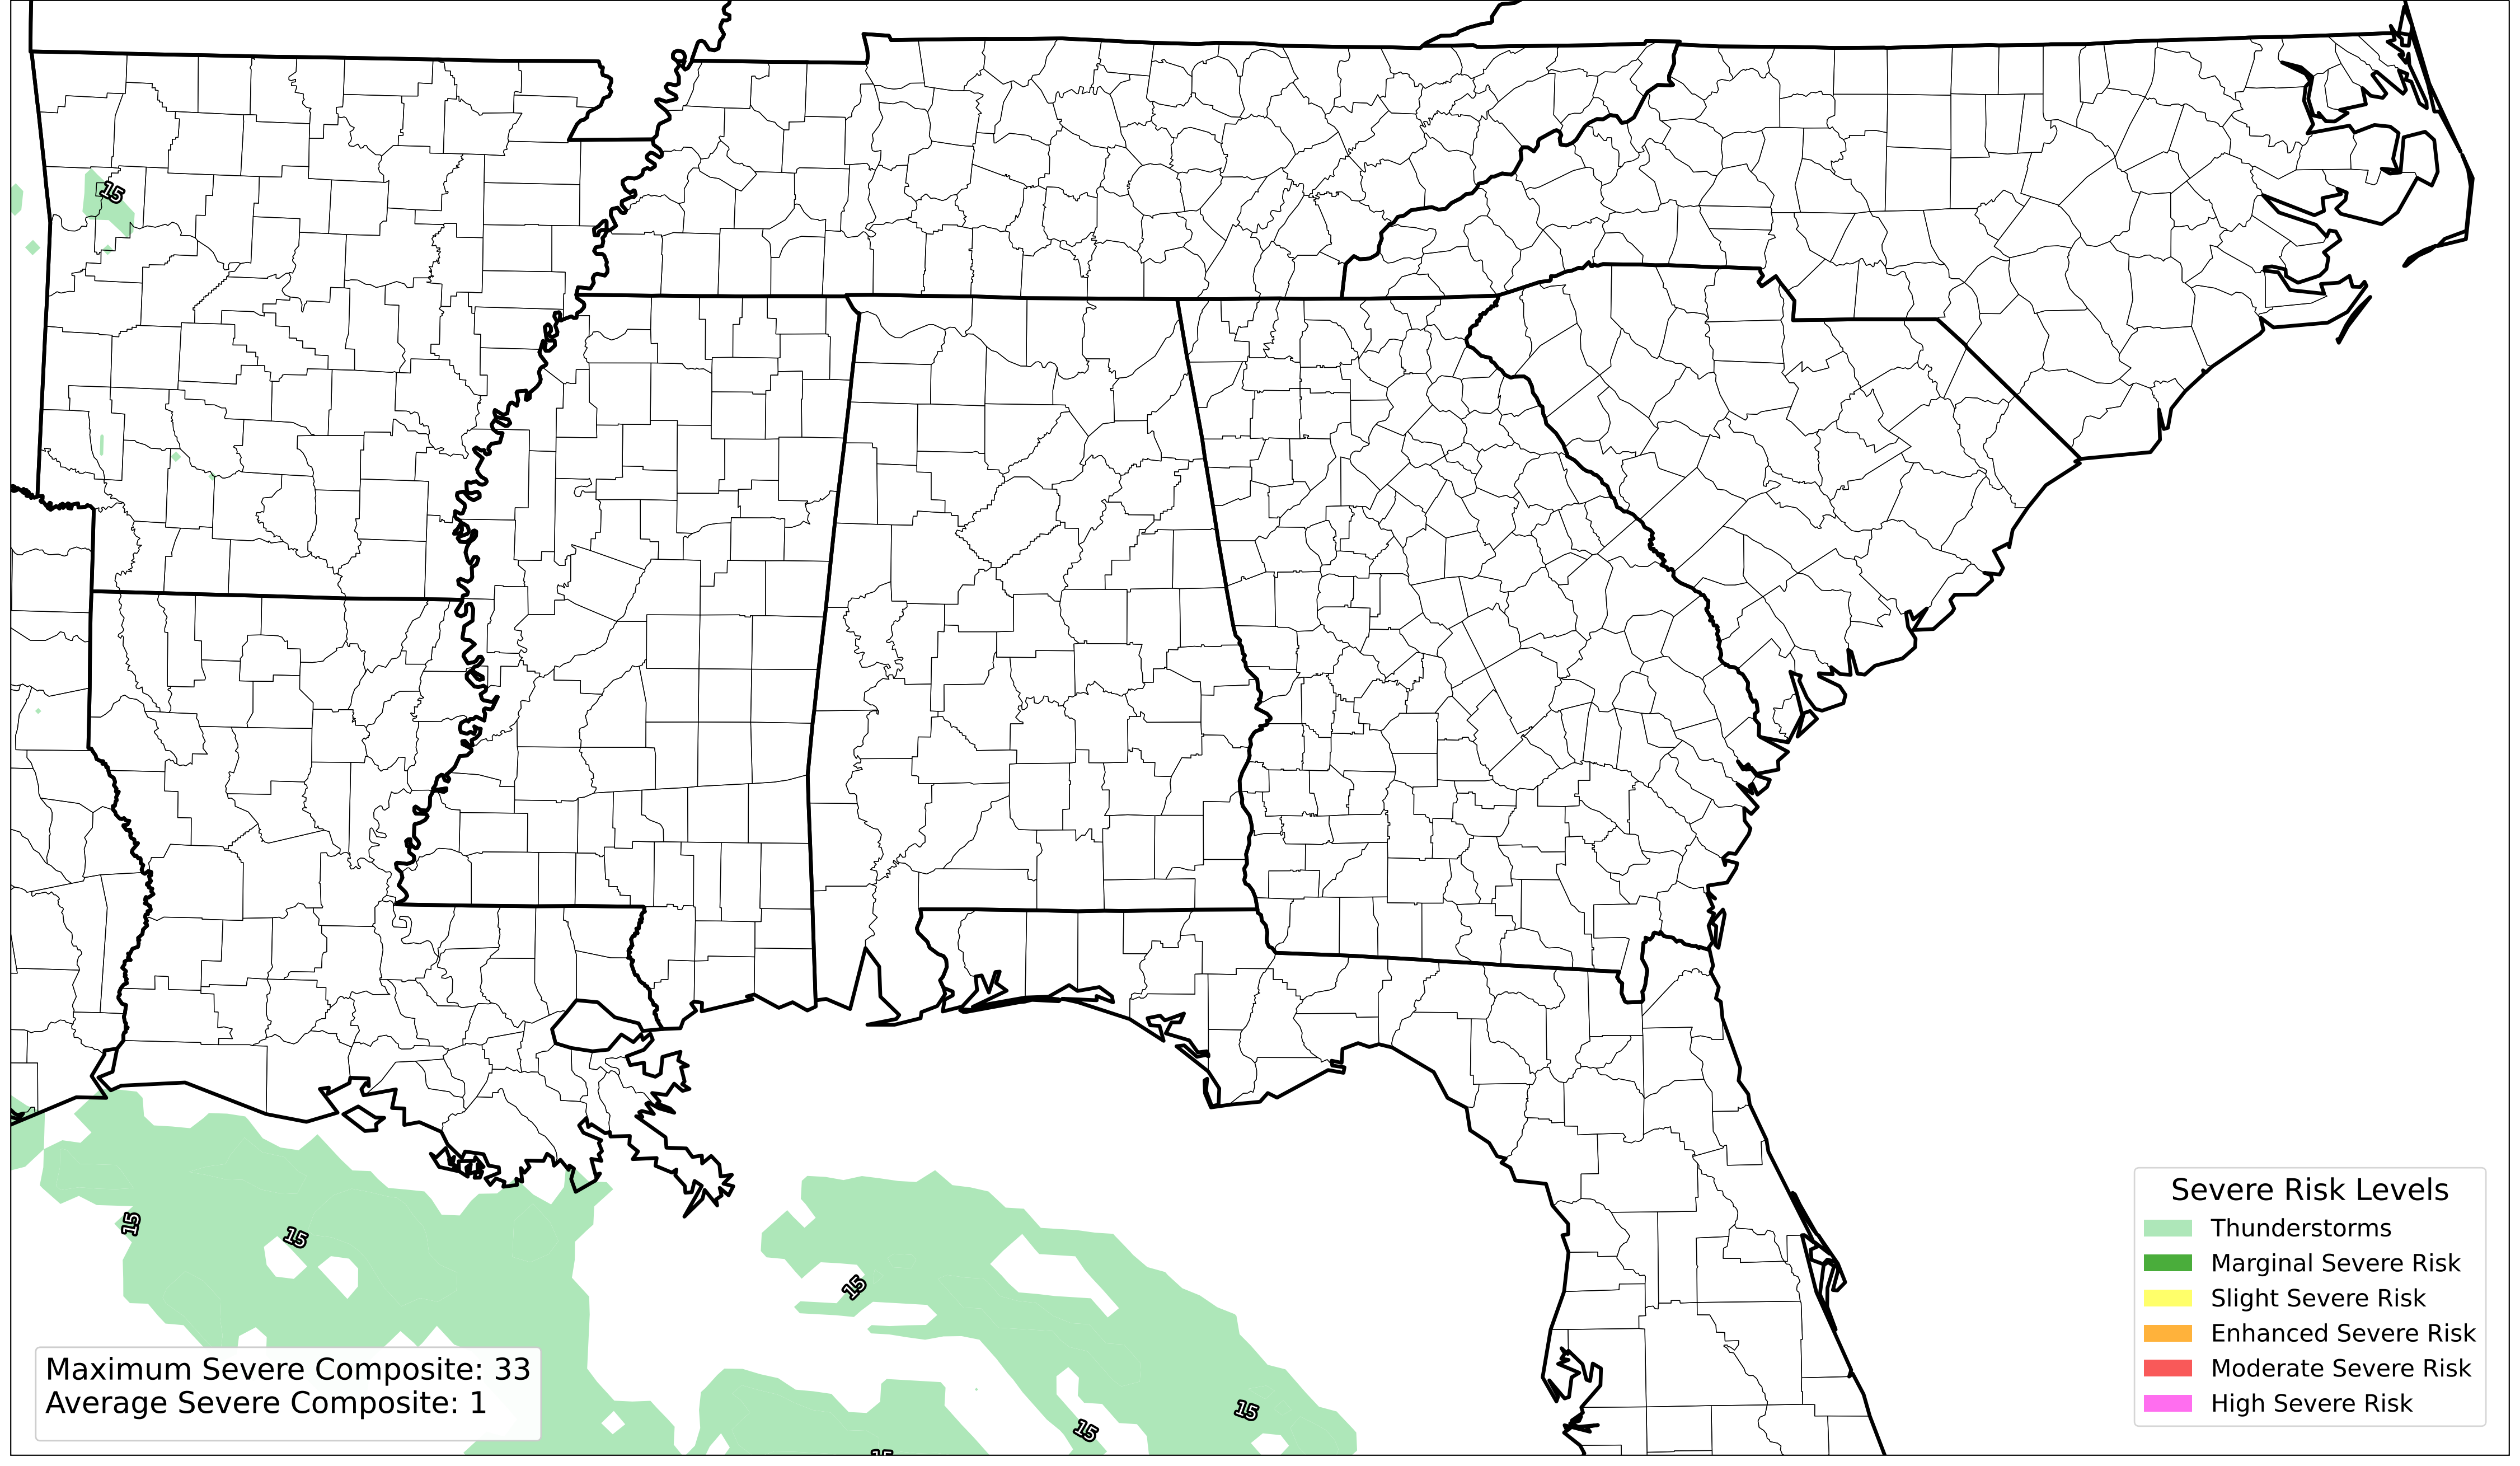 15
15
15
15
15
15
15
Severe Risk Levels
Thunderstorms
Marginal Severe Risk
Slight Severe Risk
Enhanced Severe Risk
Moderate Severe Risk
High Severe Risk
Maximum Severe Composite: 33
Average Severe Composite: 1